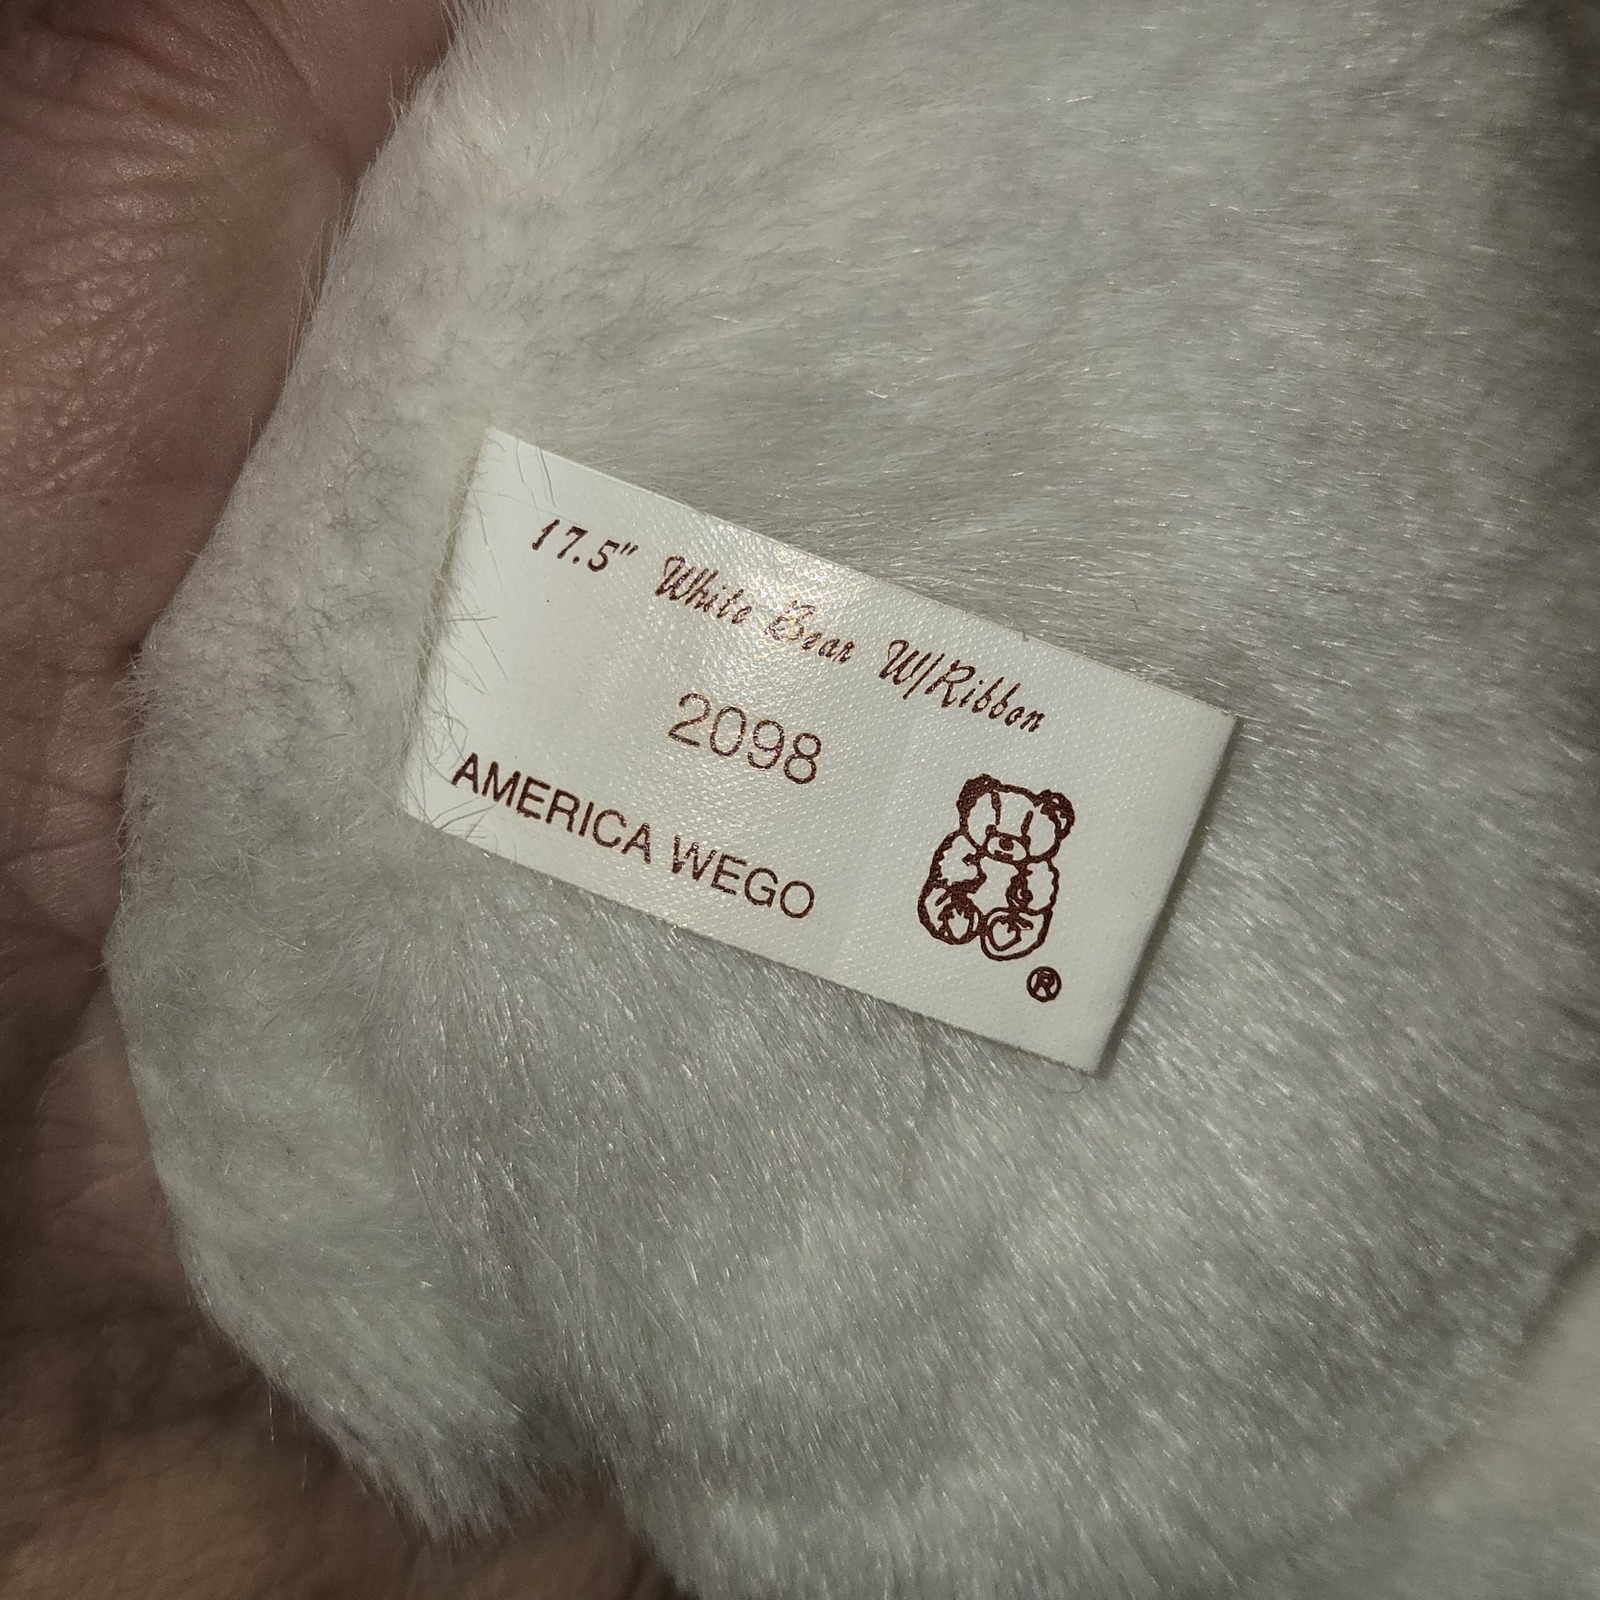 17.5" White Bear W/Ribbon
2098
AMERICA WEGO
®